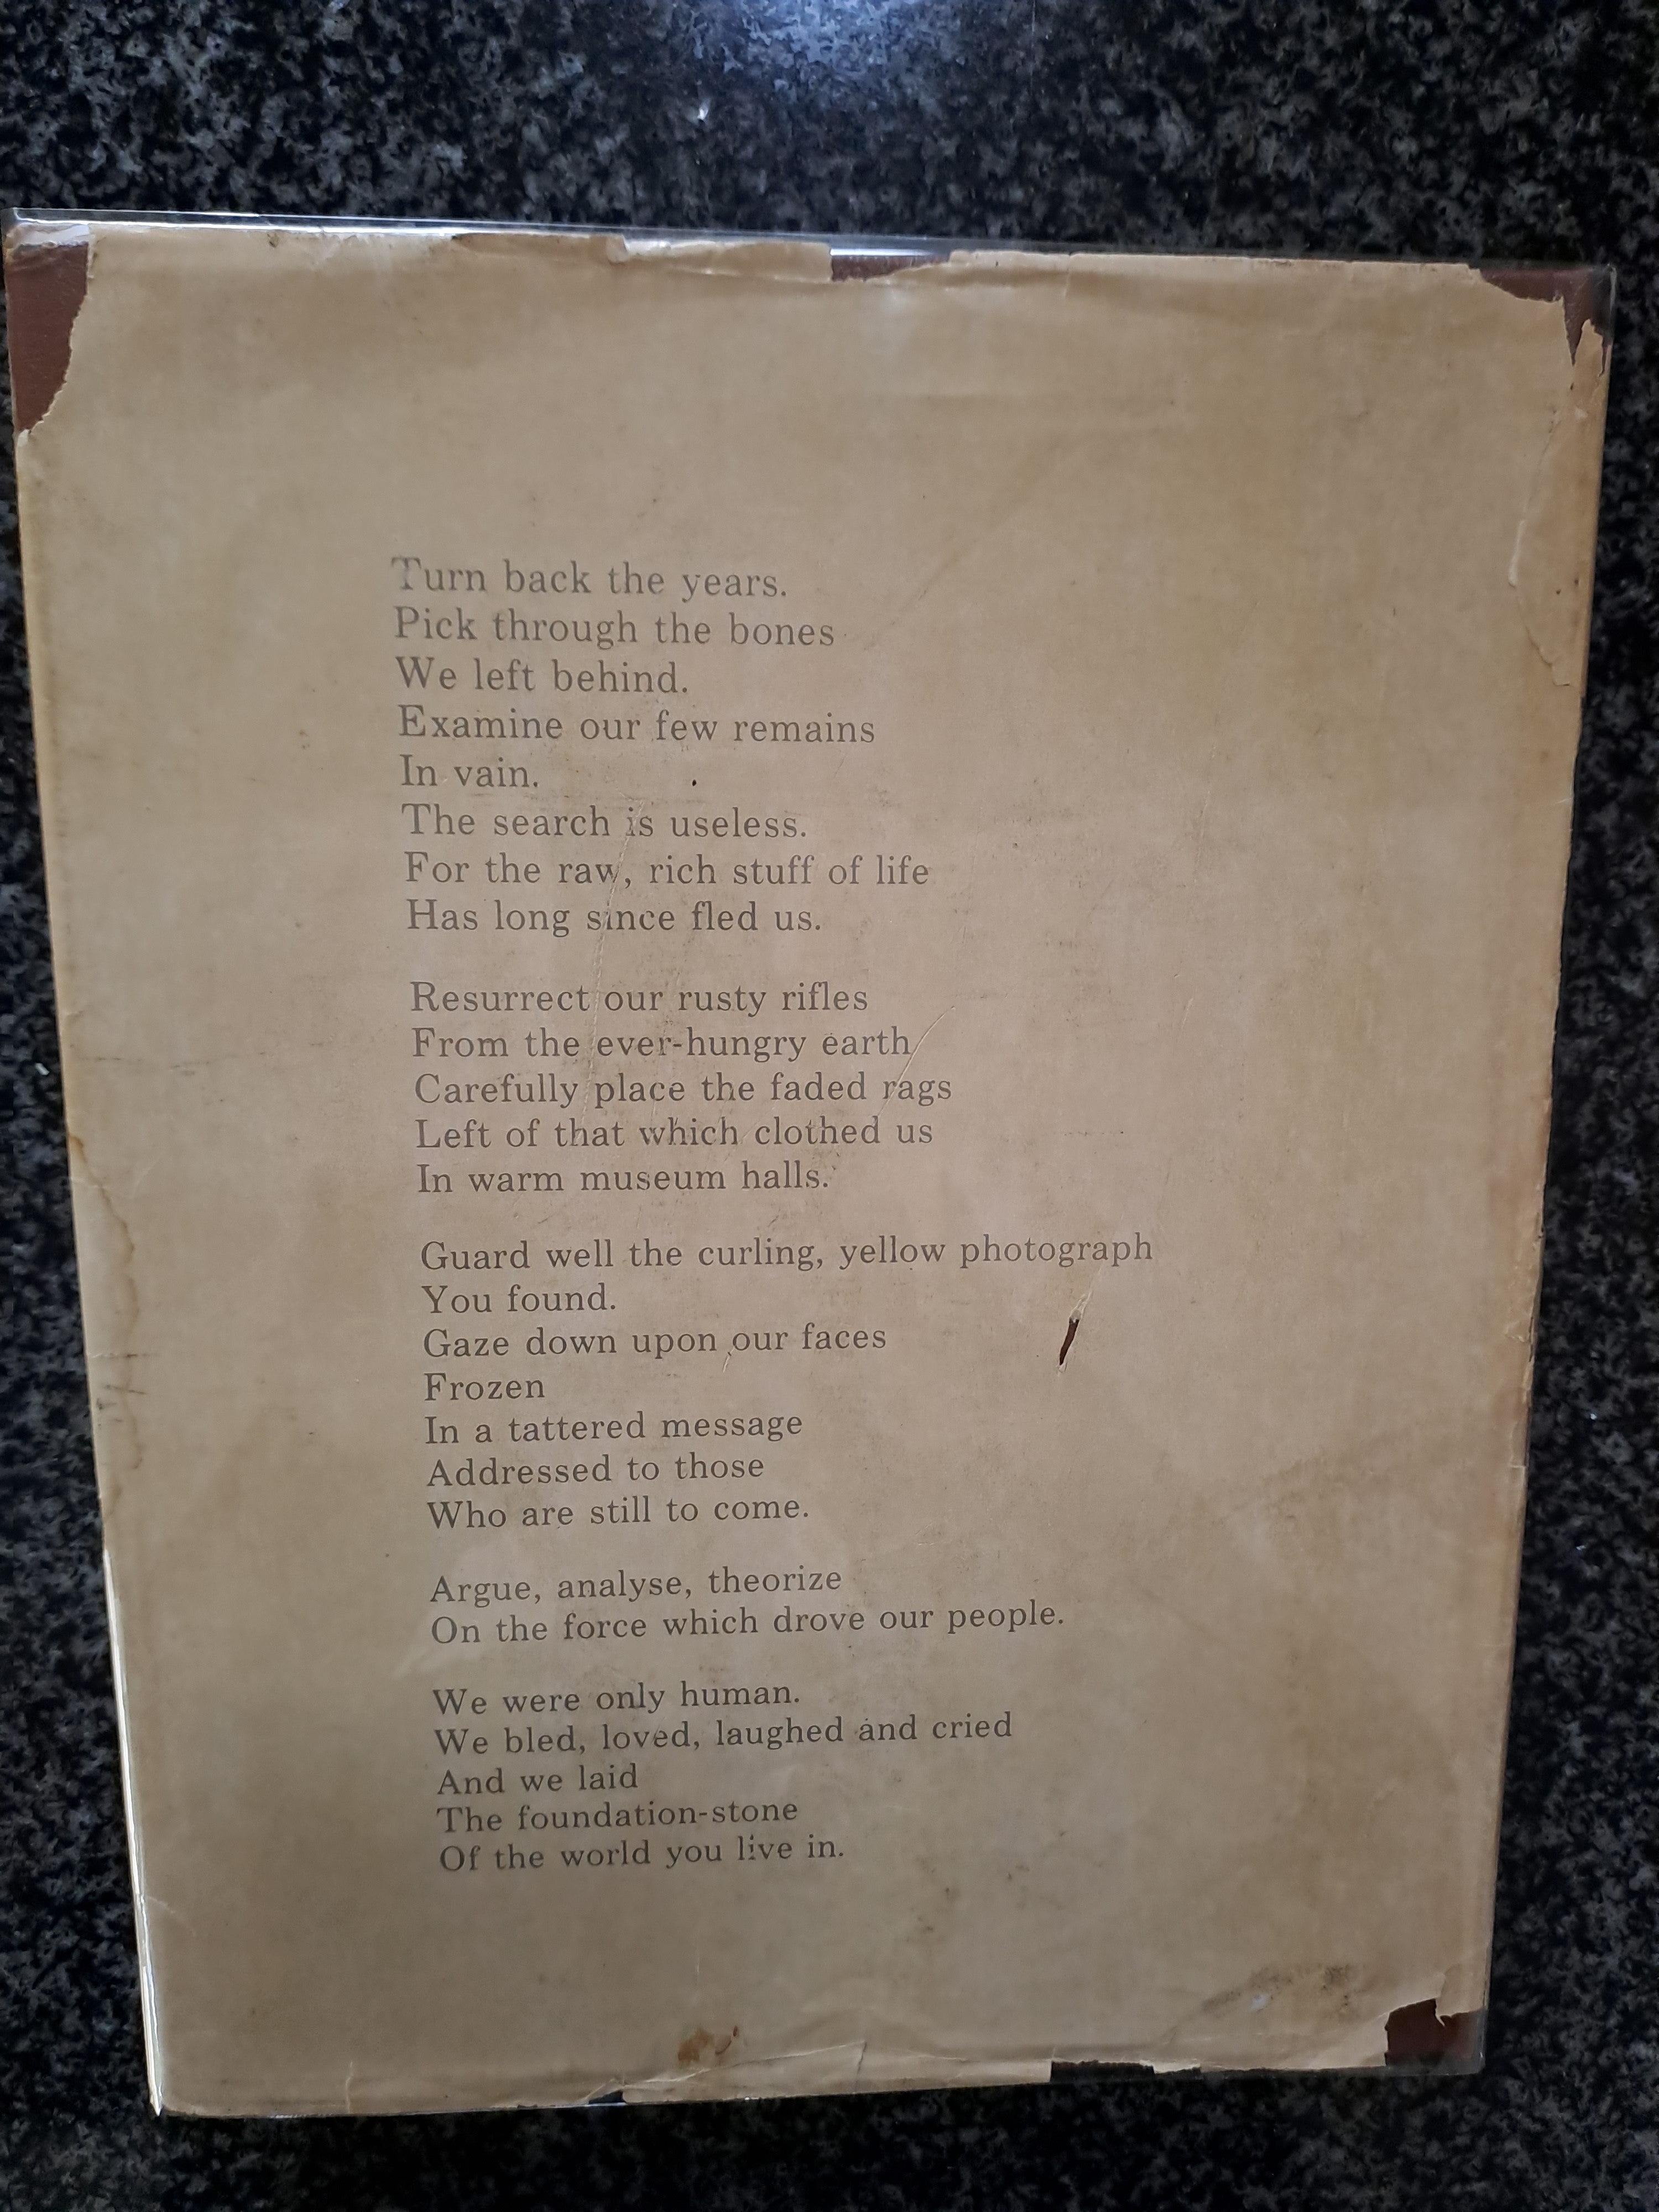 Turn back the years.
Pick through the bones
We left behind.
Examine our few remains
In vain.
The search is useless.
For the raw, rich stuff of life
Has long since fled us.
Resurrect our rusty rifles
From the ever-hungry earth
Carefully place the faded rags
Left of that which clothed us
In warm museum halls.
Guard well the curling, yellow photograph
You found.
Gaze down upon our faces
Frozen
In a tattered message
Addressed to those
Who are still to come.
Argue, analyse, theorize
On the force which drove our people.
We were only human.
We bled, loved, laughed and cried
And we laid
The foundation-stone
Of the world you live in.